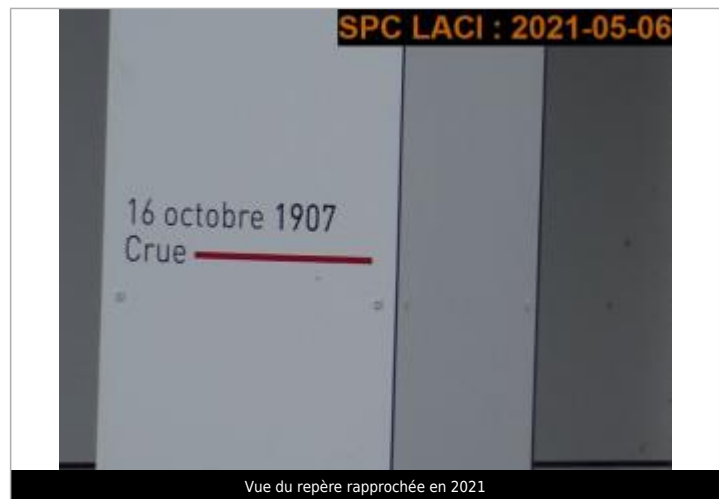 SPC LACI : 2021-05-06
16 octobre 1907
Crue
Vue du repère rapprochée en 2021